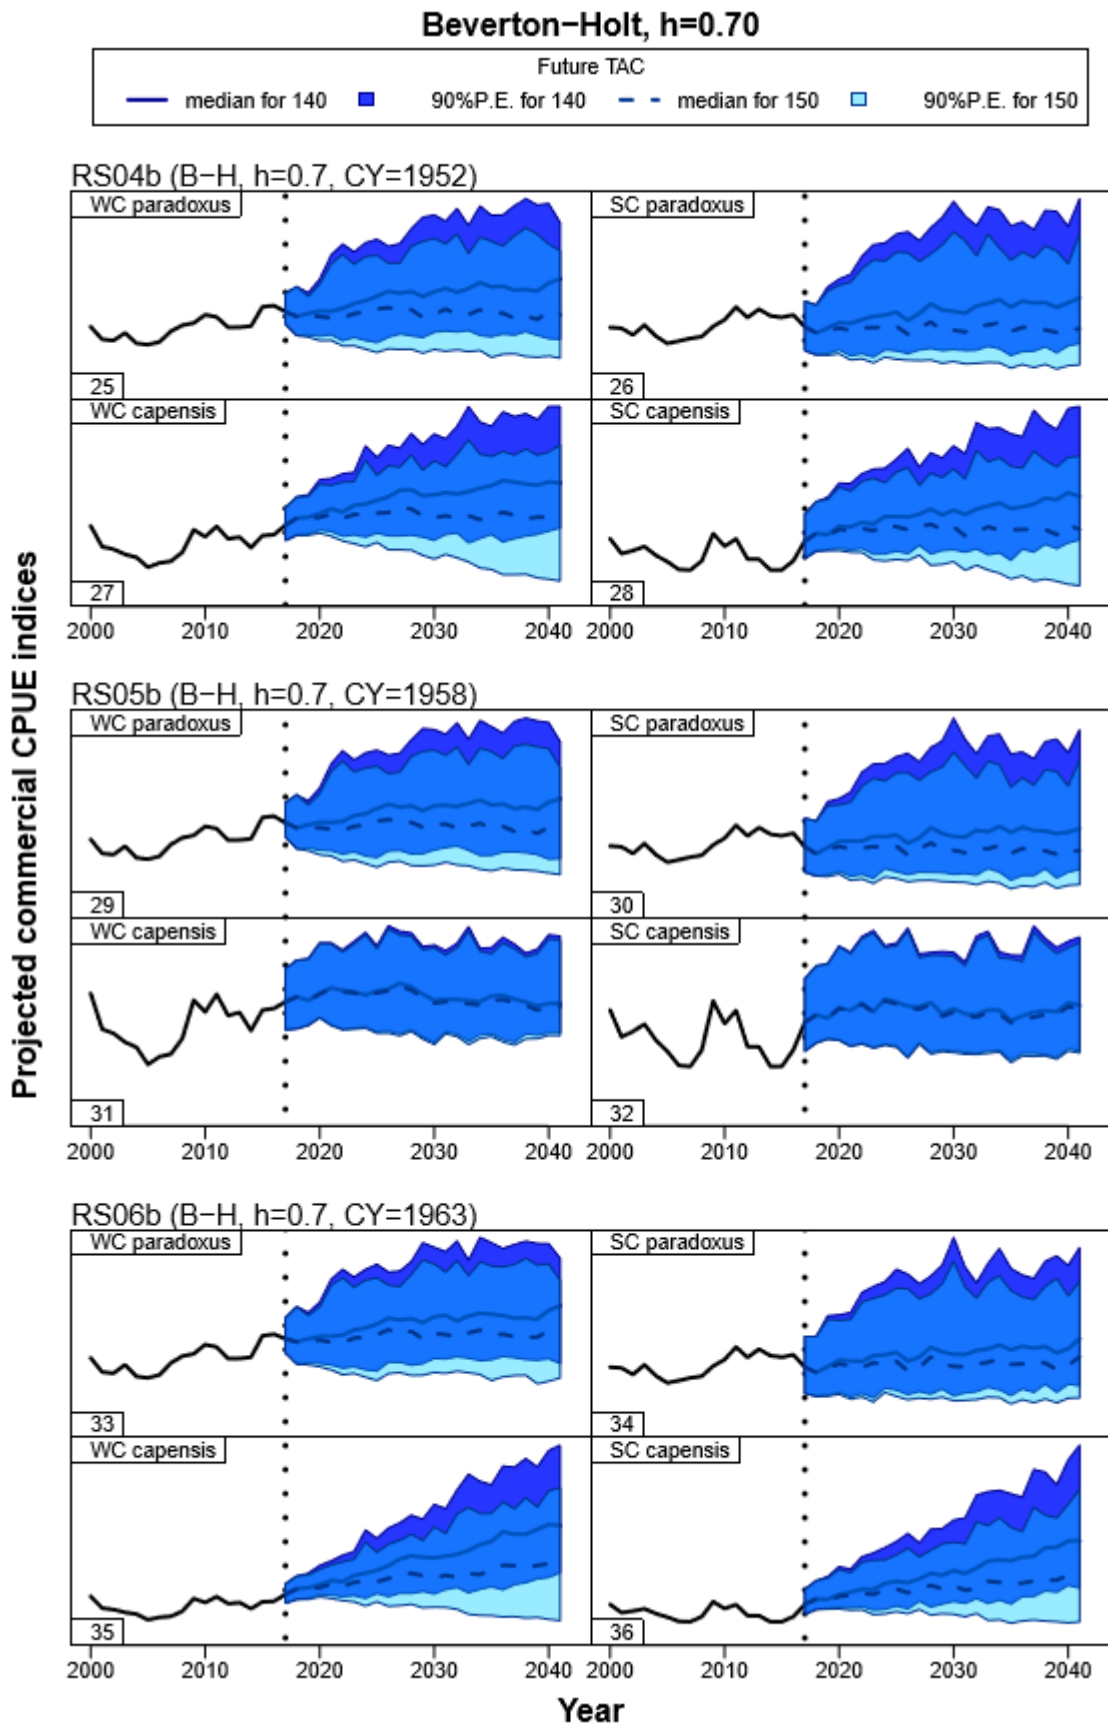 Beverton−Holt, h=0.70
Future TAC
median for 140 90%P.E. for 140 median for 150 90%P.E. for 150
RS04b (B−H, h=0.7, CY=1952)
WC paradoxus SC paradoxus
25 26
WC capensis SC capensis
27 28
2000 2010 2020 2030 2040 2000 2010 2020 2030 2040
RS05b (B−H, h=0.7, CY=1958)
WC paradoxus SC paradoxus
29 30
WC capensis SC capensis
31 32
2000 2010 2020 2030 2040 2000 2010 2020 2030 2040
RS06b (B−H, h=0.7, CY=1963)
WC paradoxus SC paradoxus
33 34
WC capensis SC capensis
35 36
2000 2010 2020 2030 2040 2000 2010 2020 2030 2040
Projected commercial CPUE indices
Year